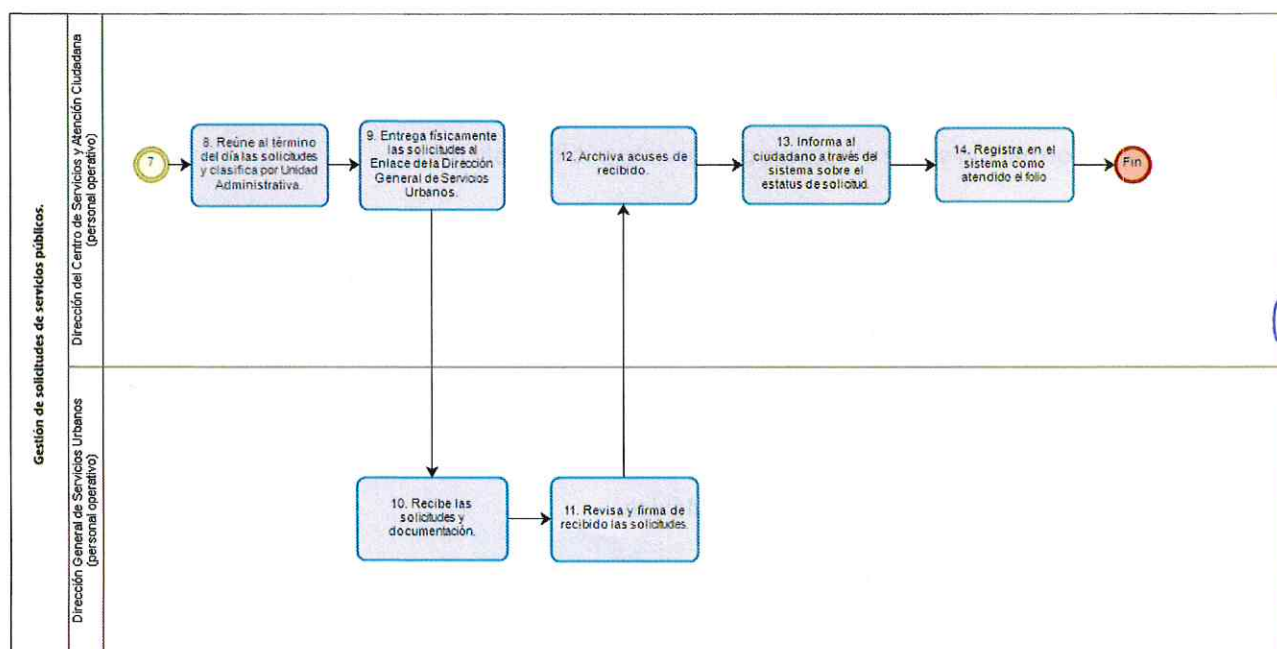 Gestión de solicitudes de servicios públicos.
Dirección del Centro de Servicios y Atención Ciudadana
(personal operativo)
7
8. Reúne al término
del día las solicitudes
y clasifica por Unidad
Administrativa.
9. Entrega físicamente
las solicitudes al
Enlace de la Dirección
General de Servicios
Urbanos.
12. Archiva acuses de
recibido.
13. Informa al
ciudadano a través del
sistema sobre el
estatus de solicitud.
14. Registra en el
sistema como
atendido el folio
Fin
Dirección General de Servicios Urbanos
(personal operativo)
10. Recibe las
solicitudes y
documentación.
11. Revisa y firma de
recibido las solicitudes.